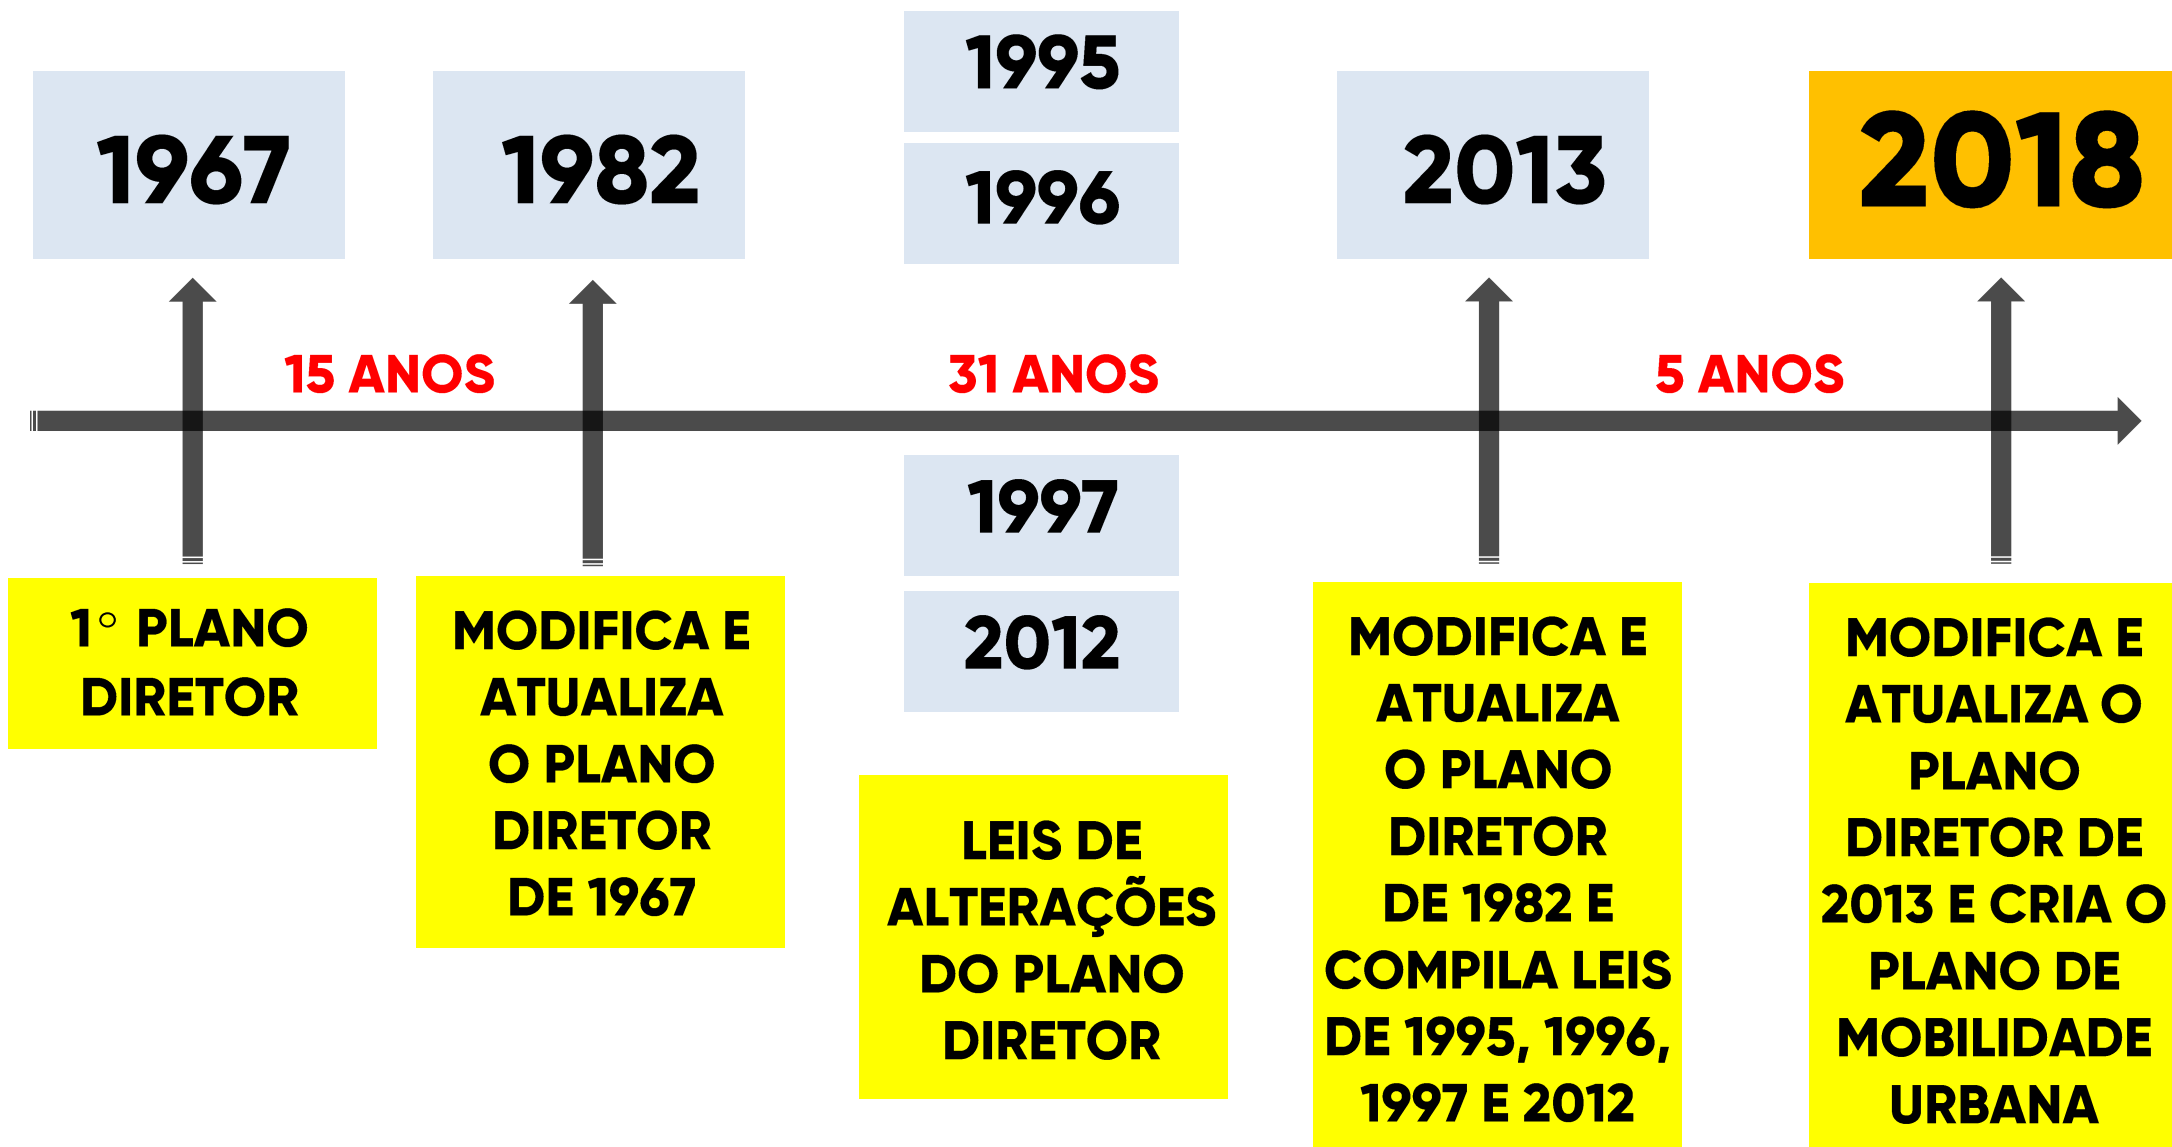 1967
1982
1995
1996
2013
2018
15 ANOS
31 ANOS
5 ANOS
1997
2012
1° PLANO
DIRETOR
MODIFICA E
ATUALIZA
O PLANO
DIRETOR
DE 1967
LEIS DE
ALTERAÇÕES
DO PLANO
DIRETOR
MODIFICA E
ATUALIZA
O PLANO
DIRETOR
DE 1982 E
COMPILA LEIS
DE 1995, 1996,
1997 E 2012
MODIFICA E
ATUALIZA O
PLANO
DIRETOR DE
2013 E CRIA O
PLANO DE
MOBILIDADE
URBANA